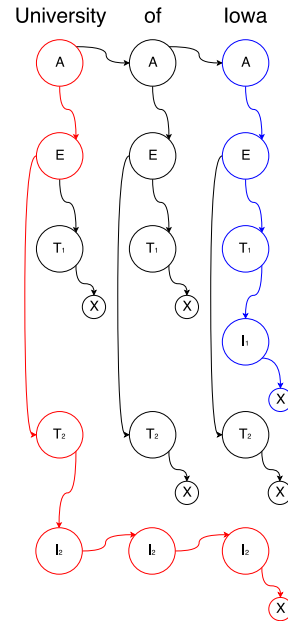 University of Iowa
A A A
E E E
T₁ T₁ T₁
X X
I₁
X
T₂ T₂ T₂
X X
I₂ I₂ I₂
X